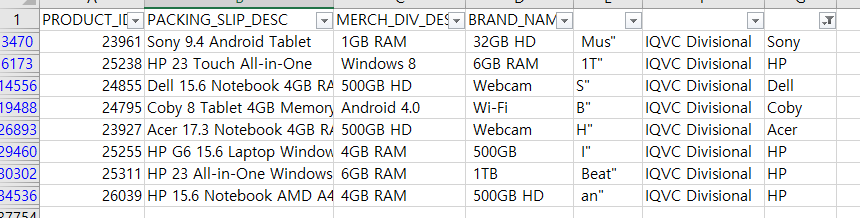 A B C D E F G
1 PRODUCT_ID PACKING_SLIP_DESC MERCH_DIV_DES BRAND_NAM
3470 23961 Sony 9.4 Android Tablet 1GB RAM 32GB HD Mus" IQVC Divisional Sony
6173 25238 HP 23 Touch All-in-One Windows 8 6GB RAM 1T" IQVC Divisional HP
14556 24855 Dell 15.6 Notebook 4GB RA 500GB HD Webcam S" IQVC Divisional Dell
19488 24795 Coby 8 Tablet 4GB Memory Android 4.0 Wi-Fi B" IQVC Divisional Coby
26893 23927 Acer 17.3 Notebook 4GB RA 500GB HD Webcam H" IQVC Divisional Acer
29460 25255 HP G6 15.6 Laptop Window 4GB RAM 500GB I" IQVC Divisional HP
30302 25311 HP 23 All-in-One Windows 6GB RAM 1TB Beat" IQVC Divisional HP
34536 26039 HP 15.6 Notebook AMD A4 4GB RAM 500GB HD an" IQVC Divisional HP
37754